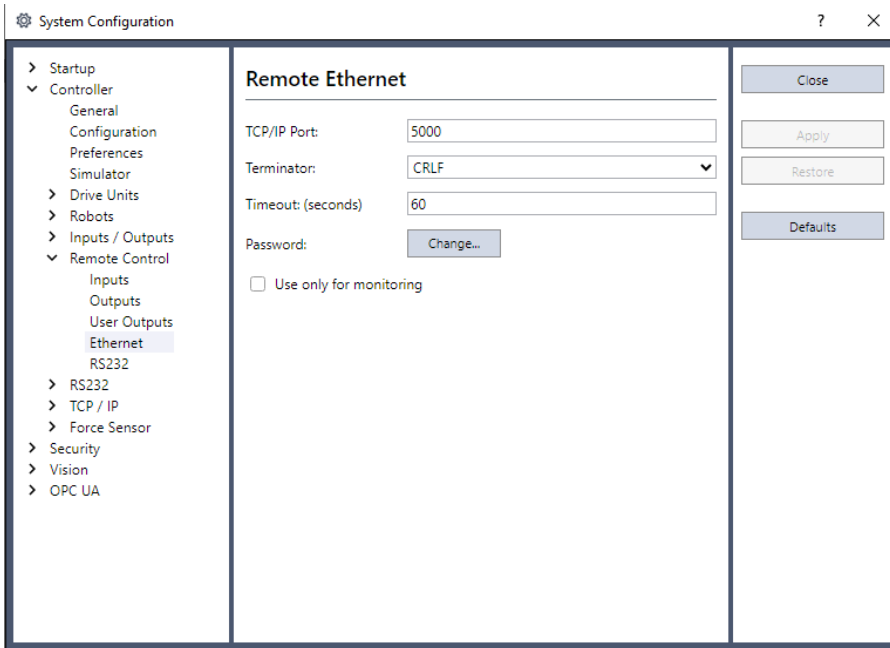 System Configuration
?
Startup
Controller
General
Configuration
Preferences
Simulator
Drive Units
Robots
Inputs / Outputs
Remote Control
Inputs
Outputs
User Outputs
Ethernet
RS232
RS232
TCP / IP
Force Sensor
Security
Vision
OPC UA
Remote Ethernet
TCP/IP Port: 5000
Terminator: CRLF
Timeout: (seconds) 60
Password: Change...
Use only for monitoring
Close
Apply
Restore
Defaults